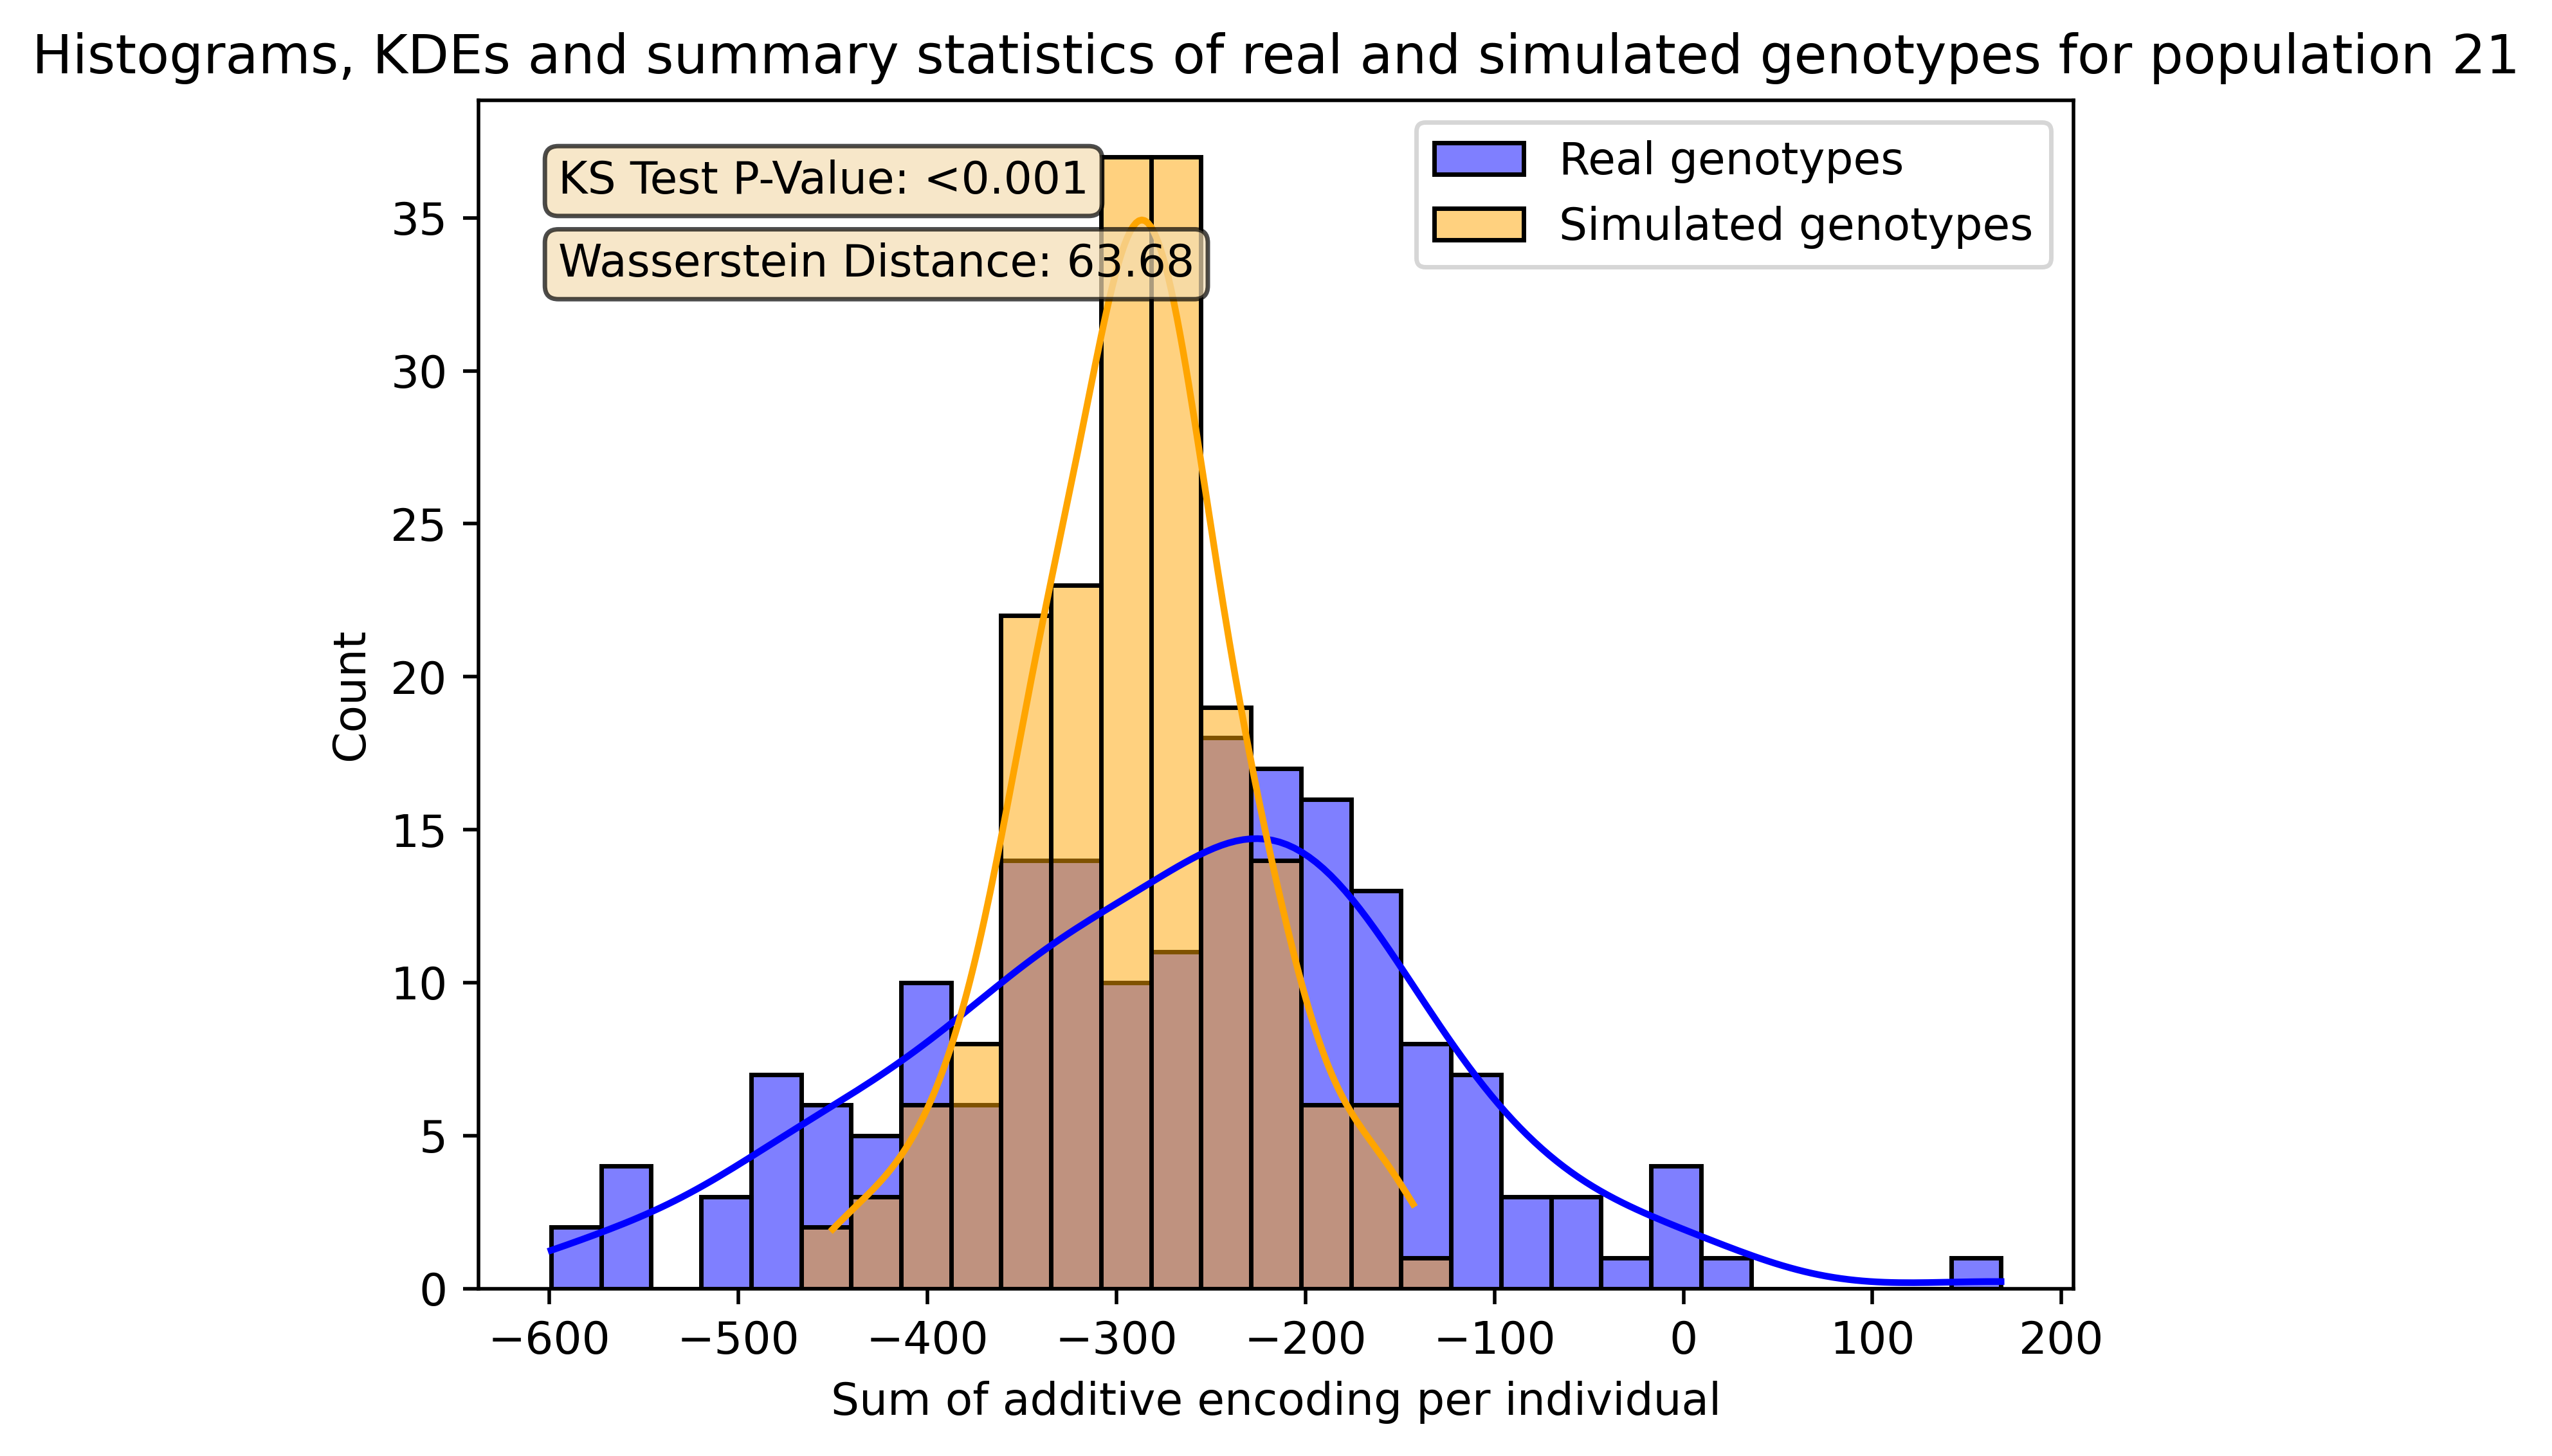 Histograms, KDEs and summary statistics of real and simulated genotypes for population 21
KS Test P-Value: <0.001
Wasserstein Distance: 63.68
Real genotypes
Simulated genotypes
Count
35
30
25
20
15
10
5
0
−600 −500 −400 −300 −200 −100 0 100 200
Sum of additive encoding per individual